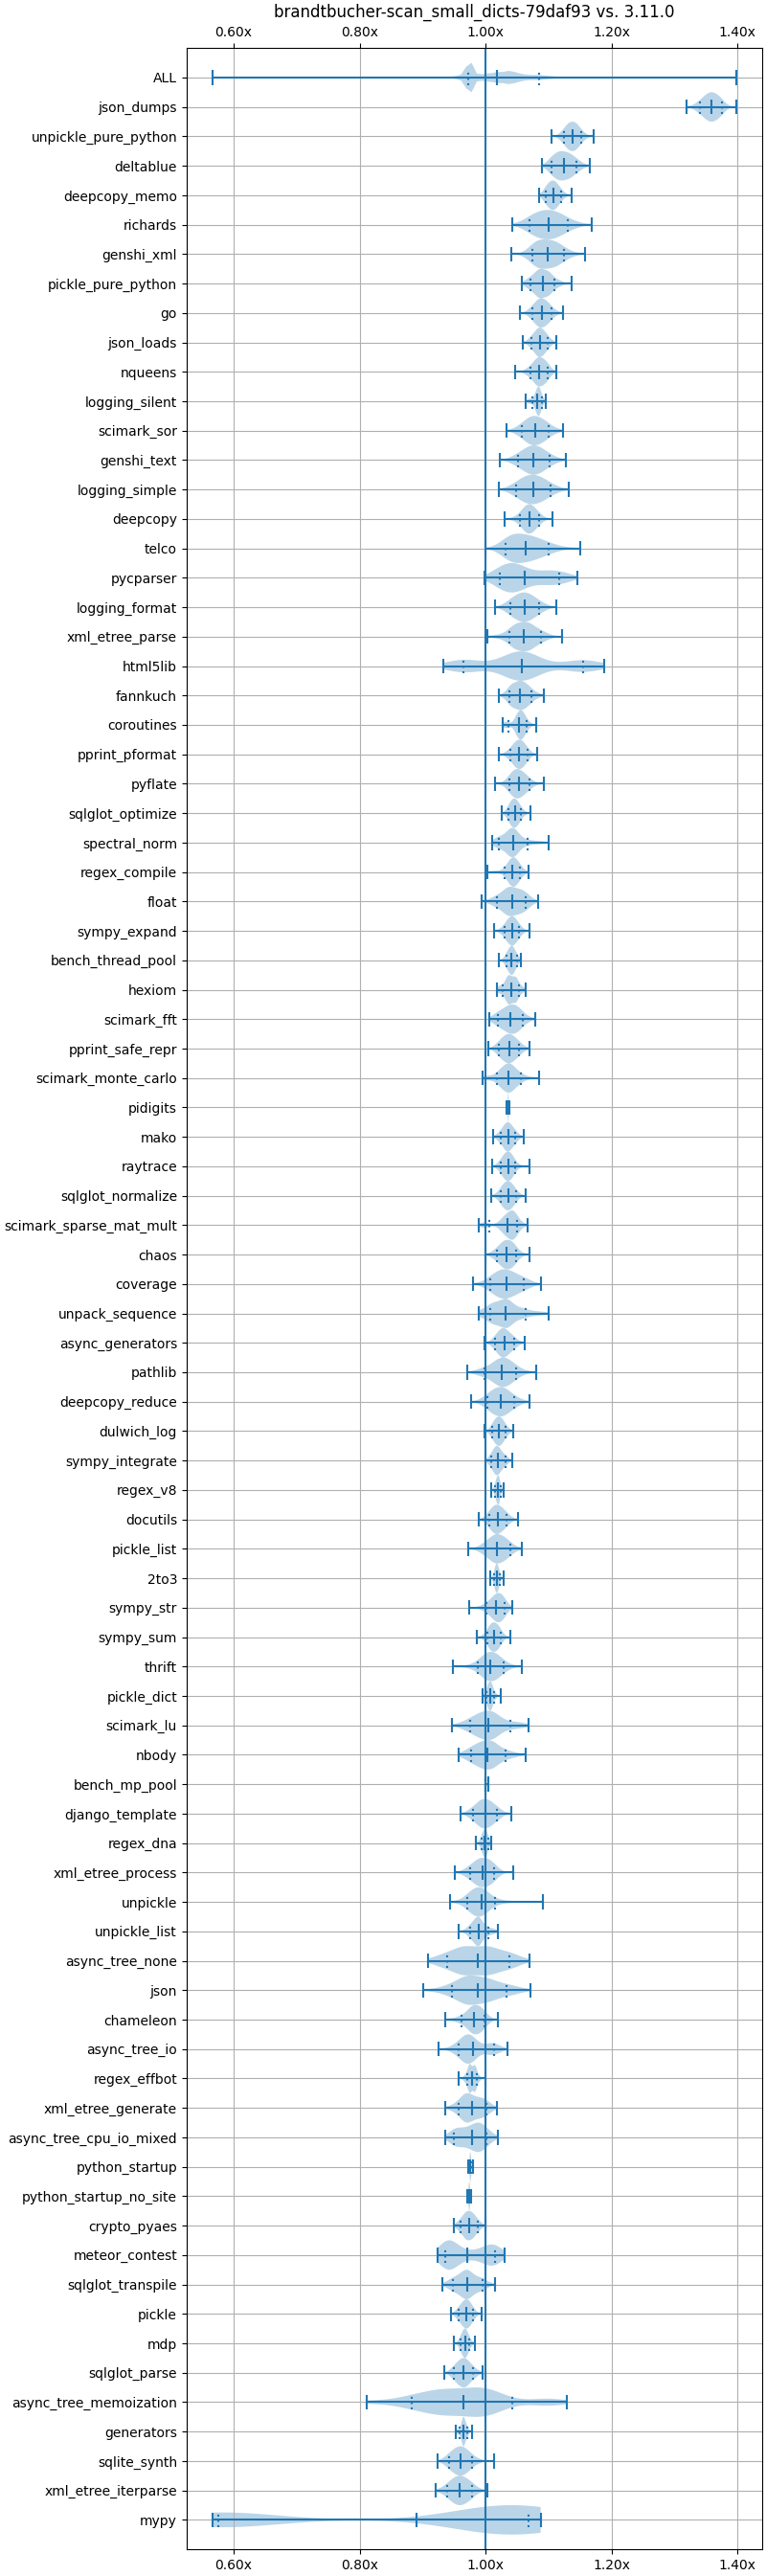 brandtbucher-scan_small_dicts-79daf93 vs. 3.11.0
0.60x 0.80x 1.00x 1.20x 1.40x
ALL
json_dumps
unpickle_pure_python
deltablue
deepcopy_memo
richards
genshi_xml
pickle_pure_python
go
json_loads
nqueens
logging_silent
scimark_sor
genshi_text
logging_simple
deepcopy
telco
pycparser
logging_format
xml_etree_parse
html5lib
fannkuch
coroutines
pprint_pformat
pyflate
sqlglot_optimize
spectral_norm
regex_compile
float
sympy_expand
bench_thread_pool
hexiom
scimark_fft
pprint_safe_repr
scimark_monte_carlo
pidigits
mako
raytrace
sqlglot_normalize
scimark_sparse_mat_mult
chaos
coverage
unpack_sequence
async_generators
pathlib
deepcopy_reduce
dulwich_log
sympy_integrate
regex_v8
docutils
pickle_list
2to3
sympy_str
sympy_sum
thrift
pickle_dict
scimark_lu
nbody
bench_mp_pool
django_template
regex_dna
xml_etree_process
unpickle
unpickle_list
async_tree_none
json
chameleon
async_tree_io
regex_effbot
xml_etree_generate
async_tree_cpu_io_mixed
python_startup
python_startup_no_site
crypto_pyaes
meteor_contest
sqlglot_transpile
pickle
mdp
sqlglot_parse
async_tree_memoization
generators
sqlite_synth
xml_etree_iterparse
mypy
0.60x 0.80x 1.00x 1.20x 1.40x